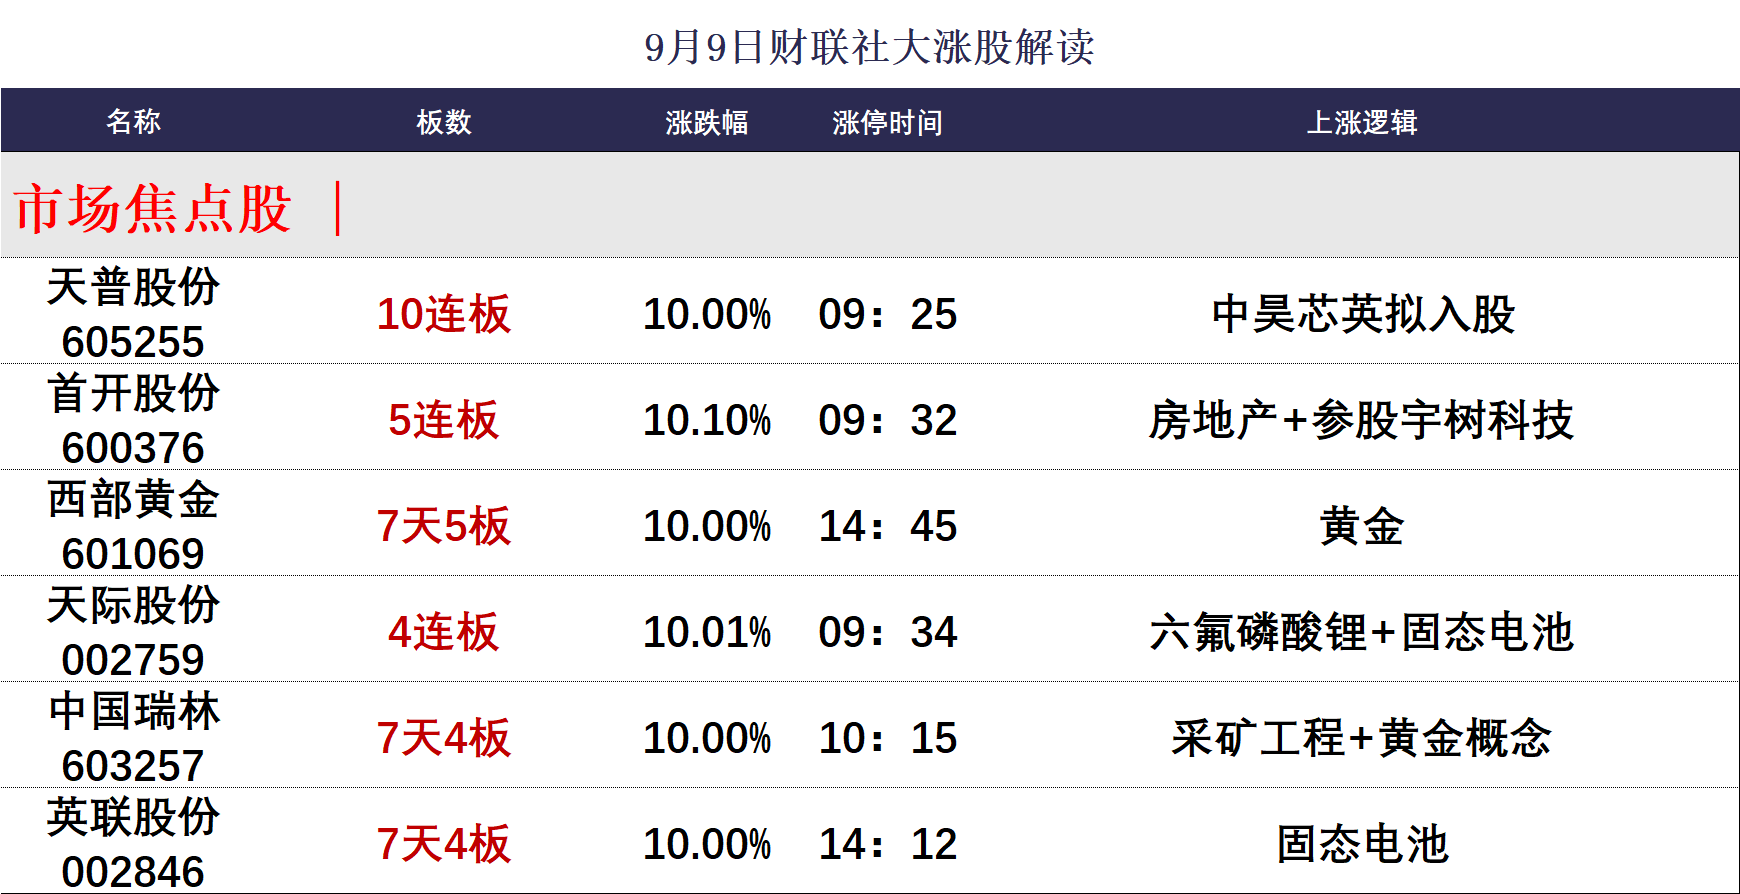 9月9日财联社大涨股解读
名称 板数 涨跌幅 涨停时间 上涨逻辑
市场焦点股 ｜
天普股份
605255 10连板 10.00% 09：25 中昊芯英拟入股
首开股份
600376 5连板 10.10% 09：32 房地产+参股宇树科技
西部黄金
601069 7天5板 10.00% 14：45 黄金
天际股份
002759 4连板 10.01% 09：34 六氟磷酸锂+固态电池
中国瑞林
603257 7天4板 10.00% 10：15 采矿工程+黄金概念
英联股份
002846 7天4板 10.00% 14：12 固态电池